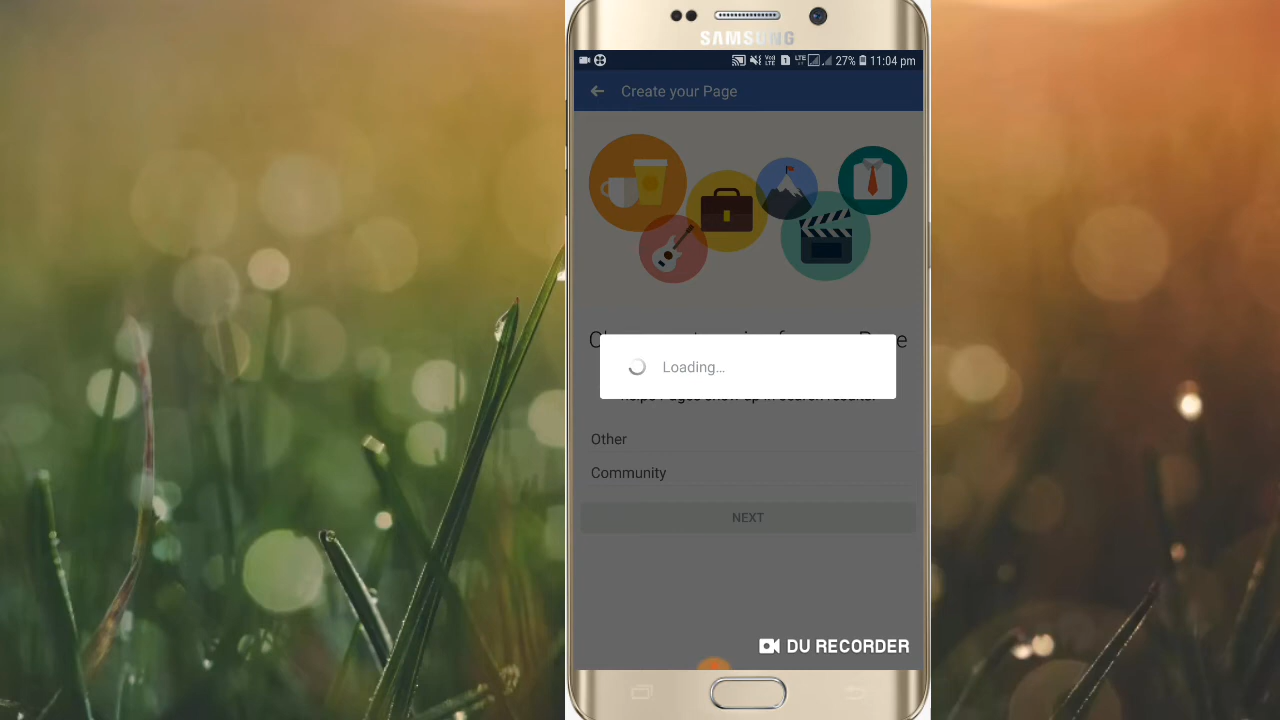 SAMSUNG
27% 11:04 pm
Create your Page
Loading...
Other
Community
NEXT
DU RECORDER